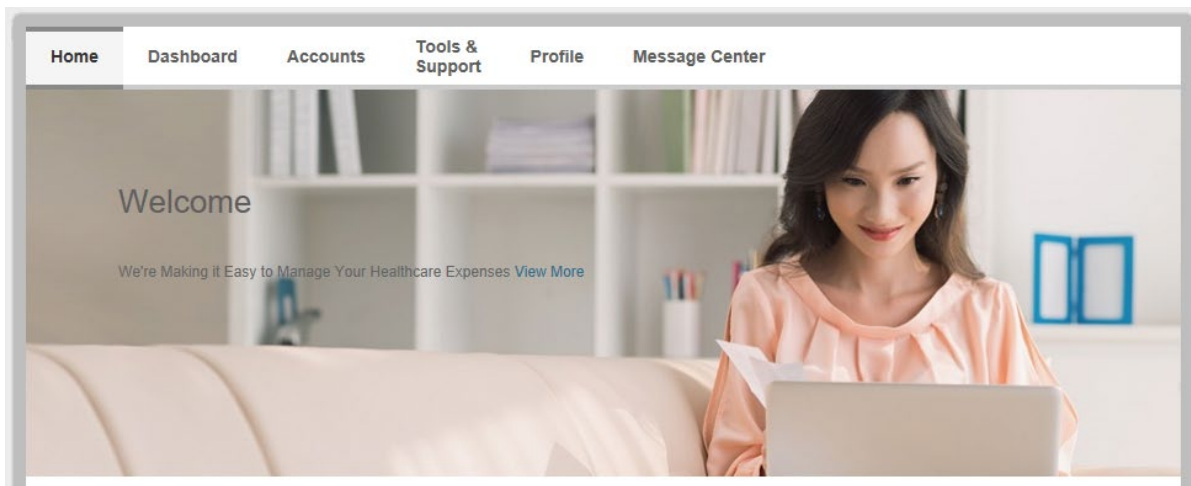 Home Dashboard Accounts Tools & Support Profile Message Center
Welcome
We're Making it Easy to Manage Your Healthcare Expenses View More